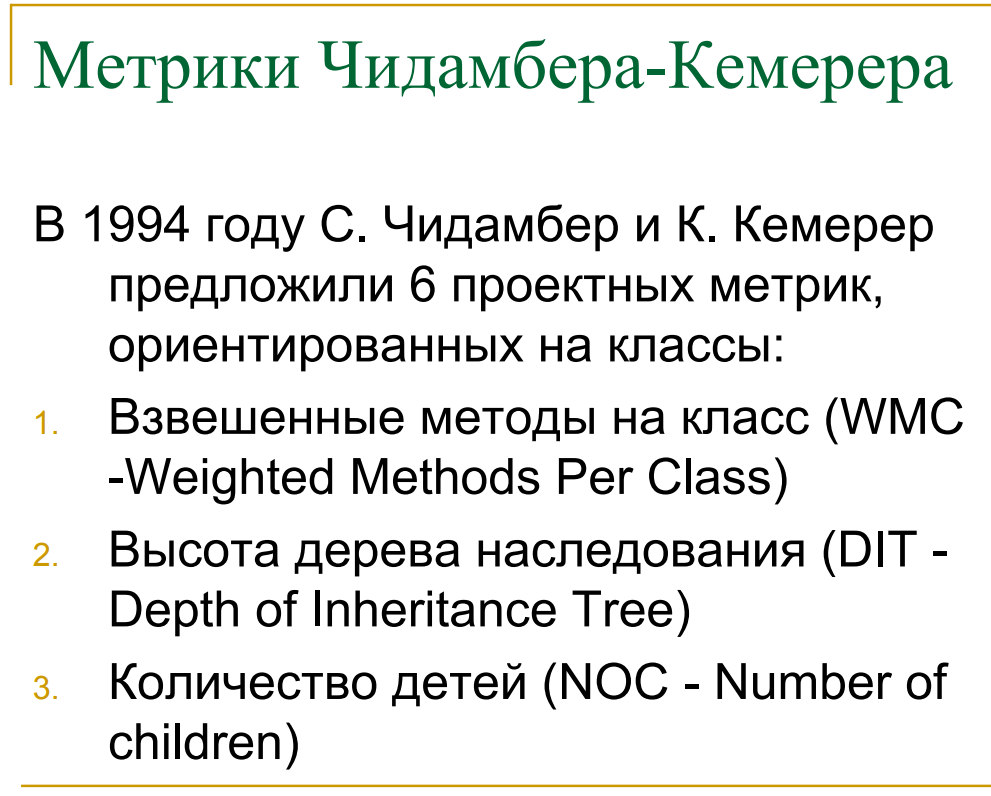 Метрики Чидамбера-Кемерера
В 1994 году С. Чидамбер и К. Кемерер
предложили 6 проектных метрик,
ориентированных на классы:
1. Взвешенные методы на класс (WMC
-Weighted Methods Per Class)
2. Высота дерева наследования (DIT -
Depth of Inheritance Tree)
3. Количество детей (NOC - Number of
children)